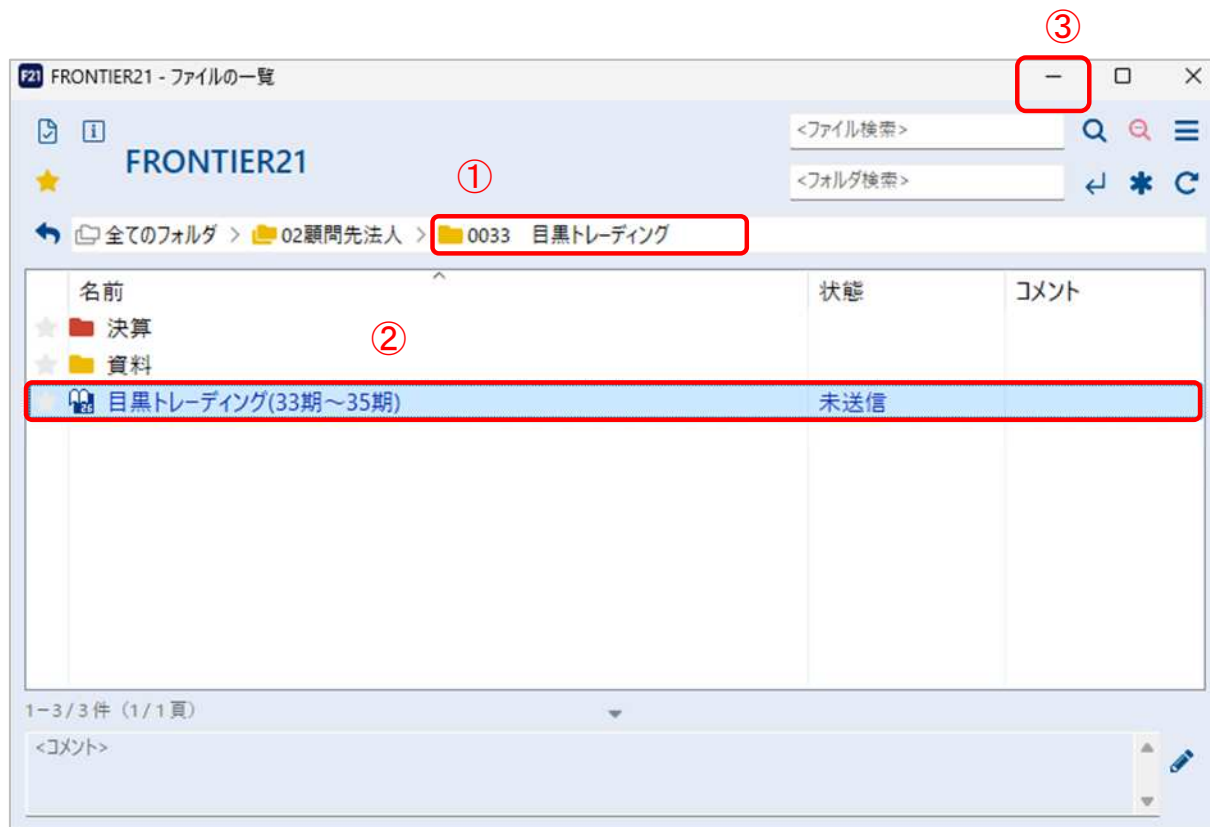 ③
FRONTIER21 - ファイルの一覧
<ファイル検索>
FRONTIER21
①
<フォルダ検索>
全てのフォルダ > 02顧問先法人 > 0033 目黒トレーディング
名前 状態 コメント
決算
②
資料
目黒トレーディング(33期～35期) 未送信
1-3/3件 (1/1頁)
<コメント>